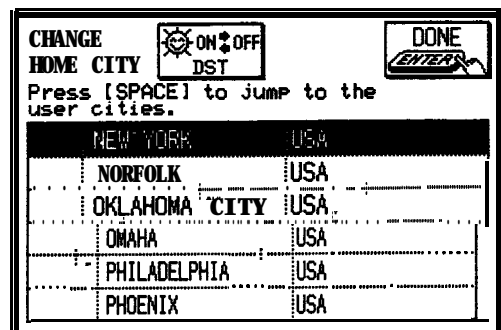 CHANGE
HOME CITY
ON OFF
DST
DONE
ENTER
Press [SPACE] to jump to the
user cities.
NEW YORK USA
NORFOLK USA
OKLAHOMA CITY USA
OMAHA USA
PHILADELPHIA USA
PHOENIX USA